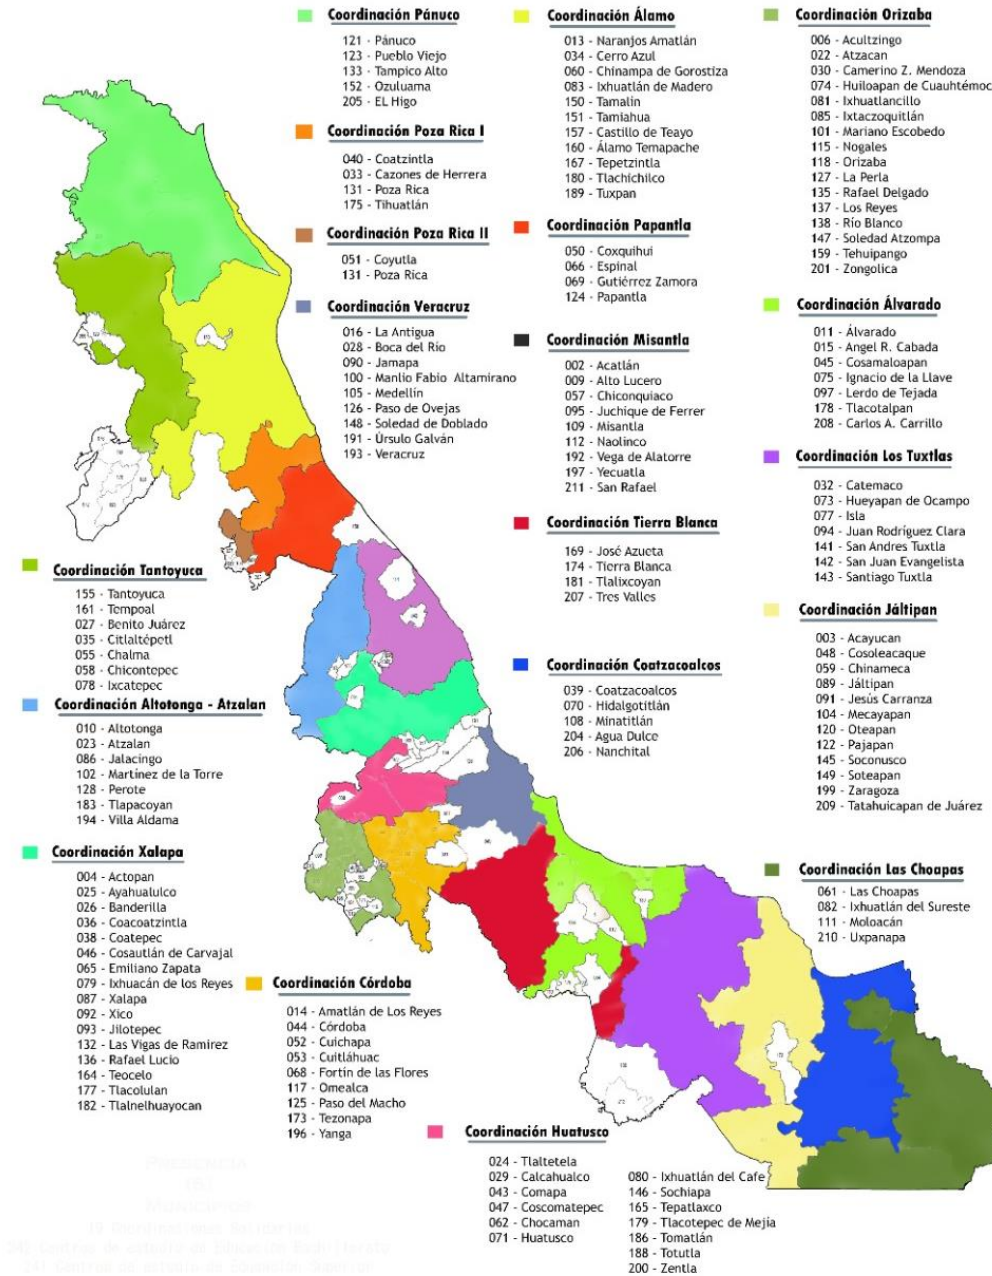 Coordinación Pánuco
121 - Pánuco
123 - Pueblo Viejo
133 - Tampico Alto
152 - Ozuluama
205 - EL Higo
Coordinación Poza Rica I
040 - Coatzintla
033 - Cazones de Herrera
131 - Poza Rica
175 - Tihuatlán
Coordinación Poza Rica II
051 - Coyutla
131 - Poza Rica
Coordinación Veracruz
016 - La Antigua
028 - Boca del Río
090 - Jamapa
100 - Manlio Fabio Altamirano
105 - Medellín
126 - Paso de Ovejas
148 - Soledad de Doblado
191 - Úrsulo Galván
193 - Veracruz
Coordinación Álamo
013 - Naranjos Amatlán
034 - Cerro Azul
060 - Chinampa de Gorostiza
083 - Ixhuatlán de Madero
150 - Tamalin
151 - Tamiahua
157 - Castillo de Teayo
160 - Álamo Temapache
167 - Tepetzintla
180 - Tlachichilco
189 - Tuxpan
Coordinación Papantla
050 - Coxquihui
066 - Espinal
069 - Gutiérrez Zamora
124 - Papantla
Coordinación Misantla
002 - Acatlán
009 - Alto Lucero
057 - Chiconquiaco
095 - Juchique de Ferrer
109 - Misantla
112 - Naolinco
192 - Vega de Alatorre
197 - Yecuatla
211 - San Rafael
Coordinación Tierra Blanca
169 - José Azueta
174 - Tierra Blanca
181 - Tlalixcoyan
207 - Tres Valles
Coordinación Coatzacoalcos
039 - Coatzacoalcos
070 - Hidalgotitlán
108 - Minatitlán
204 - Agua Dulce
206 - Nanchital
Coordinación Orizaba
006 - Acultzingo
022 - Atzacan
030 - Camerino Z. Mendoza
074 - Huiloapan de Cuauhtémoc
081 - Ixhuatlancillo
085 - Ixtaczoquitlán
101 - Mariano Escobedo
115 - Nogales
118 - Orizaba
127 - La Perla
135 - Rafael Delgado
137 - Los Reyes
138 - Río Blanco
147 - Soledad Atzompa
159 - Tehuipango
201 - Zongolica
Coordinación Álvarado
011 - Álvarado
015 - Angel R. Cabada
045 - Cosamaloapan
075 - Ignacio de la Llave
097 - Lerdo de Tejada
178 - Tlacotalpan
208 - Carlos A. Carrillo
Coordinación Los Tuxtlas
032 - Catemaco
073 - Hueyapan de Ocampo
077 - Isla
094 - Juan Rodríguez Clara
141 - San Andres Tuxtla
142 - San Juan Evangelista
143 - Santiago Tuxtla
Coordinación Jáltipan
003 - Acayucan
048 - Cosoleacaque
059 - Chinameca
089 - Jáltipan
091 - Jesús Carranza
104 - Mecayapan
120 - Oteapan
122 - Pajapan
145 - Soconusco
149 - Soteapan
199 - Zaragoza
209 - Tatahuicapan de Juárez
Coordinación Las Choapas
061 - Las Choapas
082 - Ixhuatlán del Sureste
111 - Moloacán
210 - Uxpanapa
Coordinación Tantoyuca
155 - Tantoyuca
161 - Tempoal
027 - Benito Juárez
035 - Citlaltépetl
055 - Chalma
058 - Chicontepec
078 - Ixcatepec
Coordinación Altotonga - Atzalan
010 - Altotonga
023 - Atzalan
086 - Jalacingo
102 - Martínez de la Torre
128 - Perote
183 - Tlapacoyan
194 - Villa Aldama
Coordinación Xalapa
004 - Actopan
025 - Ayahualulco
026 - Banderilla
036 - Coacoatzintla
038 - Coatepec
046 - Cosautlán de Carvajal
065 - Emiliano Zapata
079 - Ixhuacán de los Reyes
087 - Xalapa
092 - Xico
093 - Jilotepec
132 - Las Vigas de Ramirez
136 - Rafael Lucio
164 - Teocelo
177 - Tlacolulan
182 - Tlalnelhuayocan
Coordinación Córdoba
014 - Amatlán de Los Reyes
044 - Córdoba
052 - Cuichapa
053 - Cuitláhuac
068 - Fortín de las Flores
117 - Omealca
125 - Paso del Macho
173 - Tezonapa
196 - Yanga
Coordinación Huatusco
024 - Tlaltetela
029 - Calcahualco
043 - Comapa
047 - Coscomatepec
062 - Chocaman
071 - Huatusco
080 - Ixhuatlán del Cafe
146 - Sochiapa
165 - Tepatlaxco
179 - Tlacotepec de Mejía
186 - Tomatlán
188 - Totutla
200 - Zentla